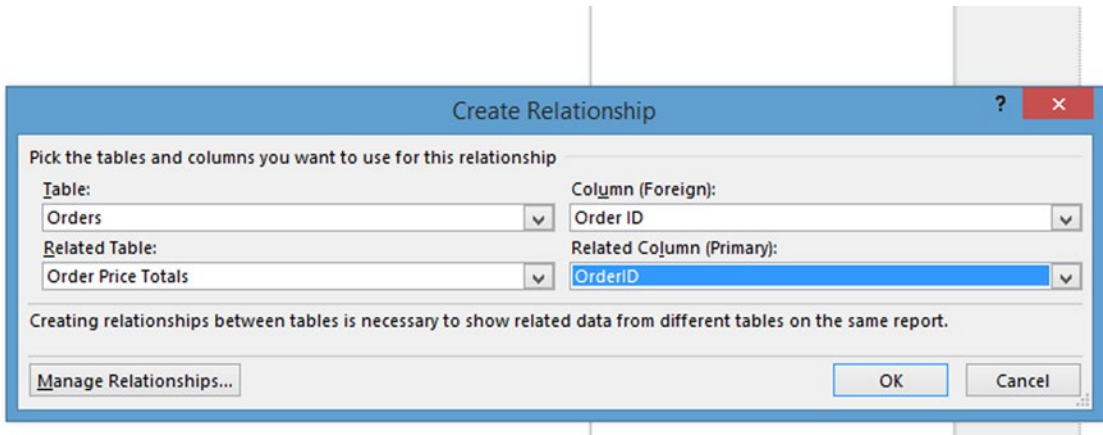 Create Relationship
?
Pick the tables and columns you want to use for this relationship
Table:
Column (Foreign):
Orders
Order ID
Related Table:
Related Column (Primary):
Order Price Totals
OrderID
Creating relationships between tables is necessary to show related data from different tables on the same report.
Manage Relationships...
OK
Cancel